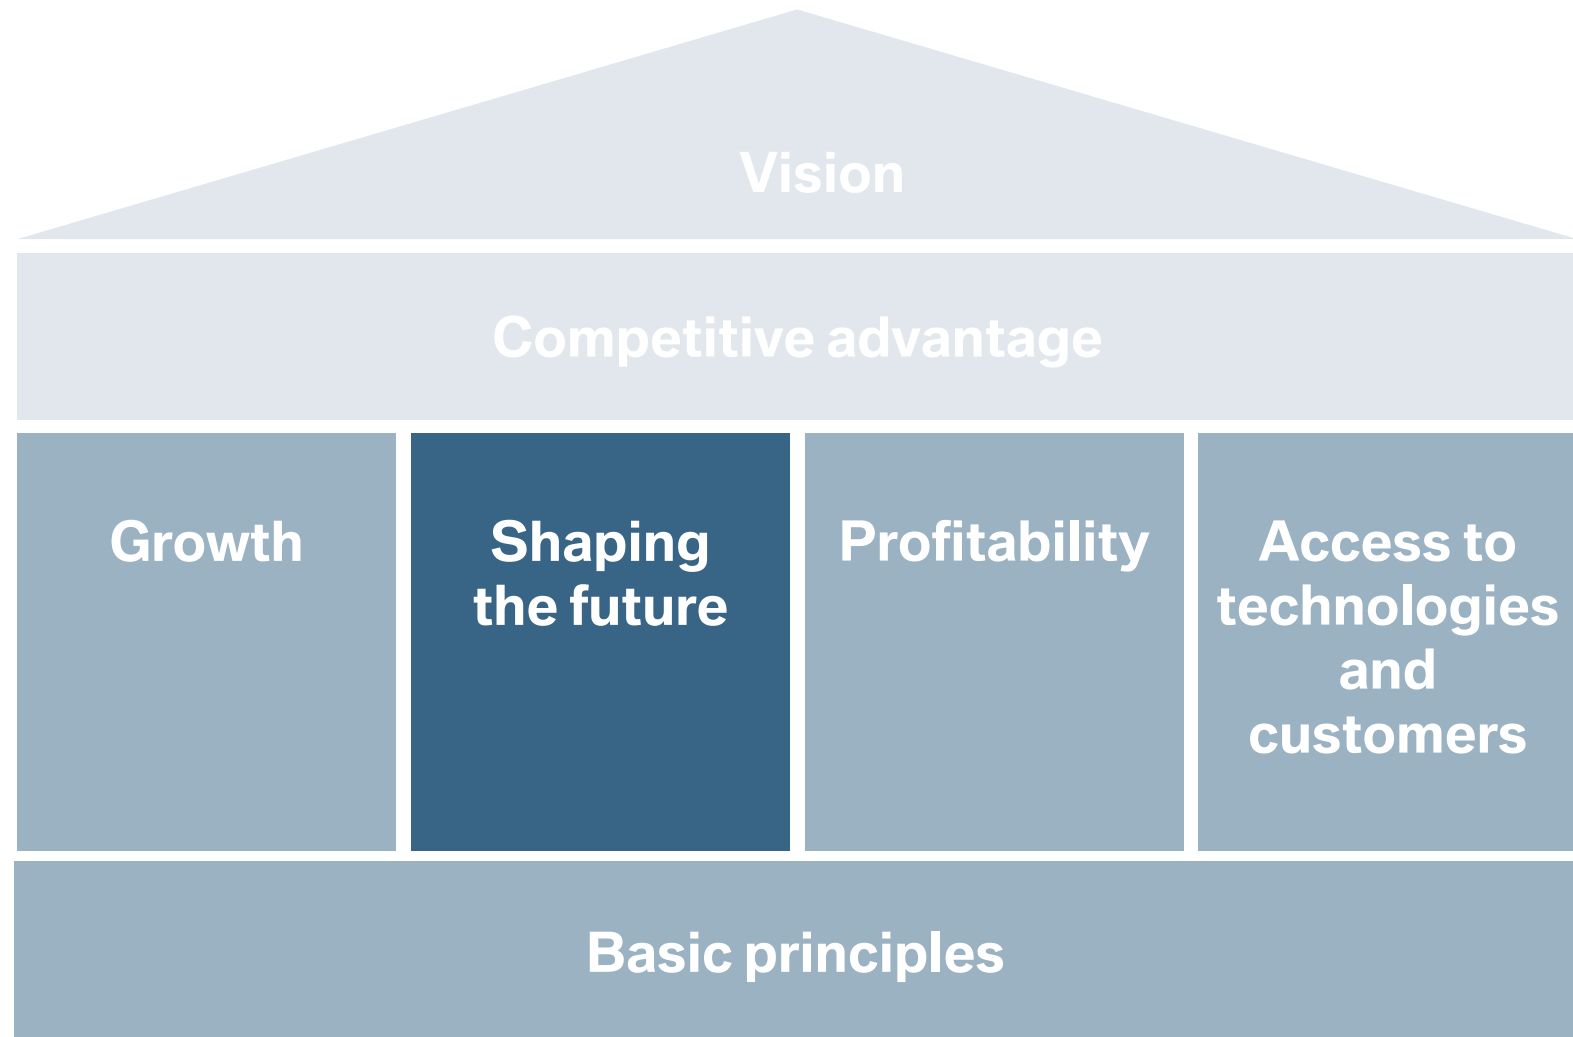 Vision
Competitive advantage
Growth
Shaping
the future
Profitability
Access to
technologies
and
customers
Basic principles